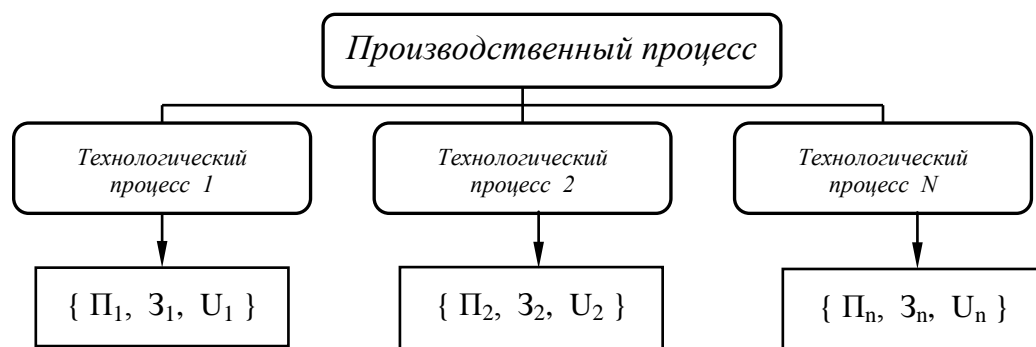 Производственный процесс
Технологический
процесс 1
Технологический
процесс 2
Технологический
процесс N
{ П₁, З₁, U₁ }
{ П₂, З₂, U₂ }
{ Пₙ, Зₙ, Uₙ }